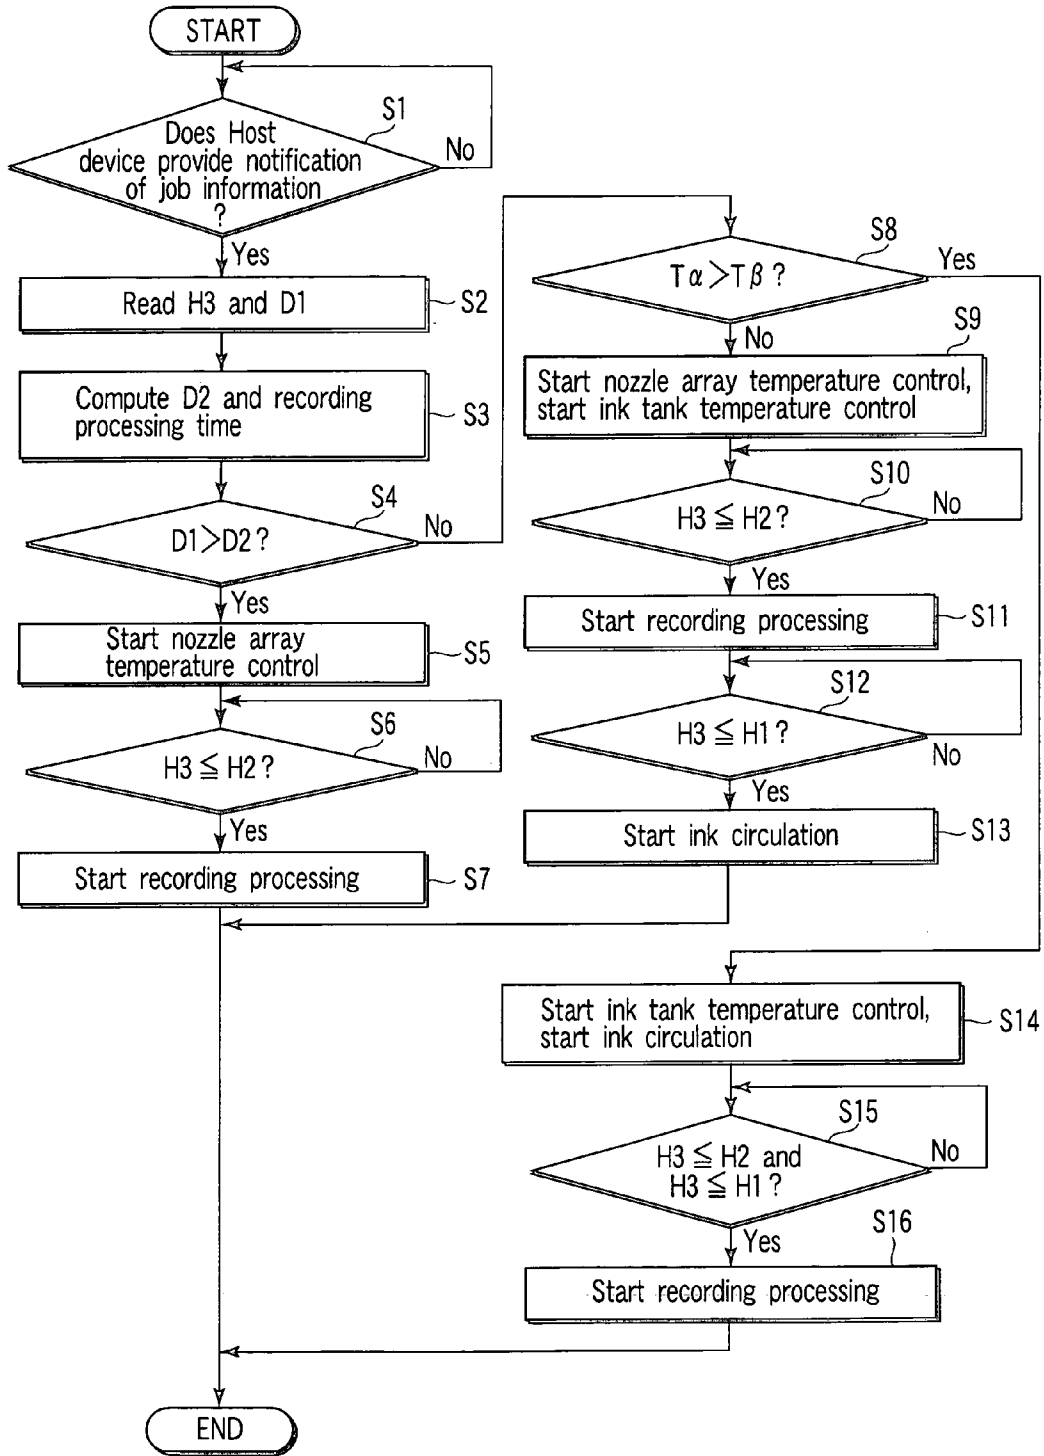 START
S1
Does Host
device provide notification
of job information
?
No
Yes
Read H3 and D1
S2
Compute D2 and recording
processing time
S3
S4
D1>D2?
No
Yes
Start nozzle array
temperature control
S5
S6
H3≦H2?
No
Yes
Start recording processing
S7
S8
Tα>Tβ?
Yes
No
S9
Start nozzle array temperature control,
start ink tank temperature control
S10
H3≦H2?
No
Yes
Start recording processing
S11
S12
H3≦H1?
No
Yes
Start ink circulation
S13
Start ink tank temperature control,
start ink circulation
S14
S15
H3≦H2 and
H3≦H1?
No
Yes
S16
Start recording processing
END